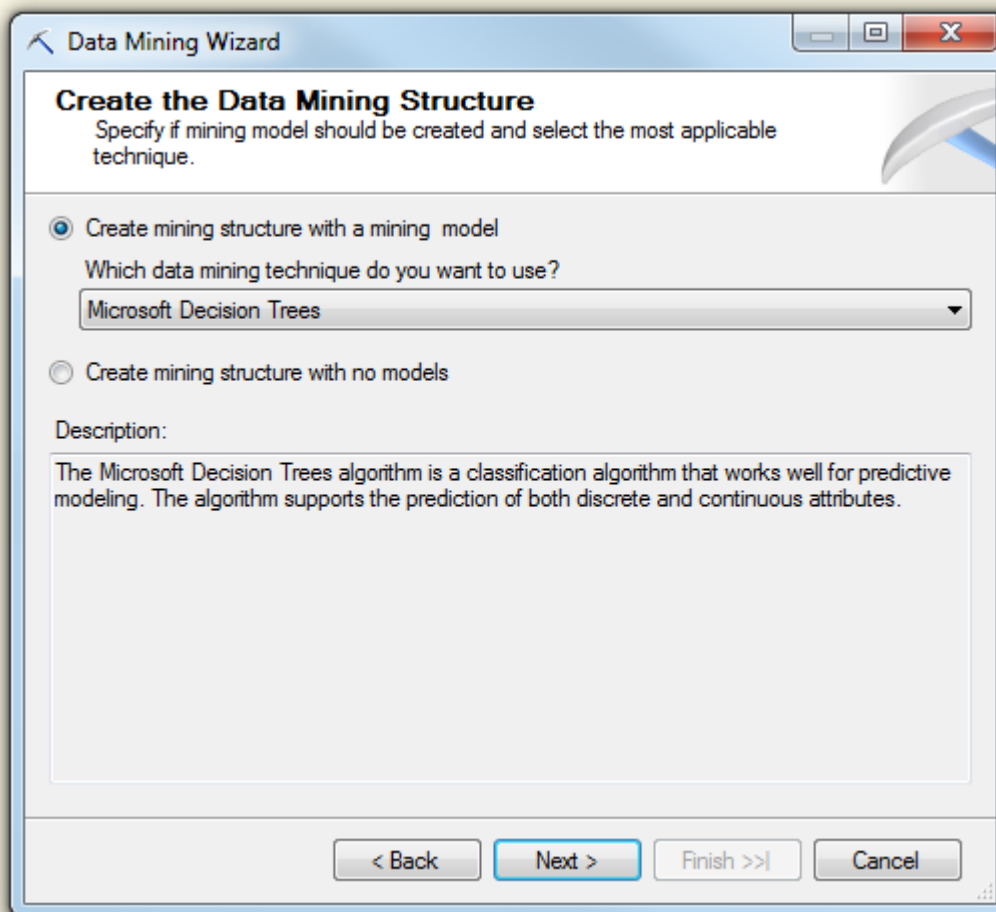 Data Mining Wizard
Create the Data Mining Structure
Specify if mining model should be created and select the most applicable
technique.
Create mining structure with a mining model
Which data mining technique do you want to use?
Microsoft Decision Trees
Create mining structure with no models
Description:
The Microsoft Decision Trees algorithm is a classification algorithm that works well for predictive
modeling. The algorithm supports the prediction of both discrete and continuous attributes.
< Back Next > Finish >>| Cancel